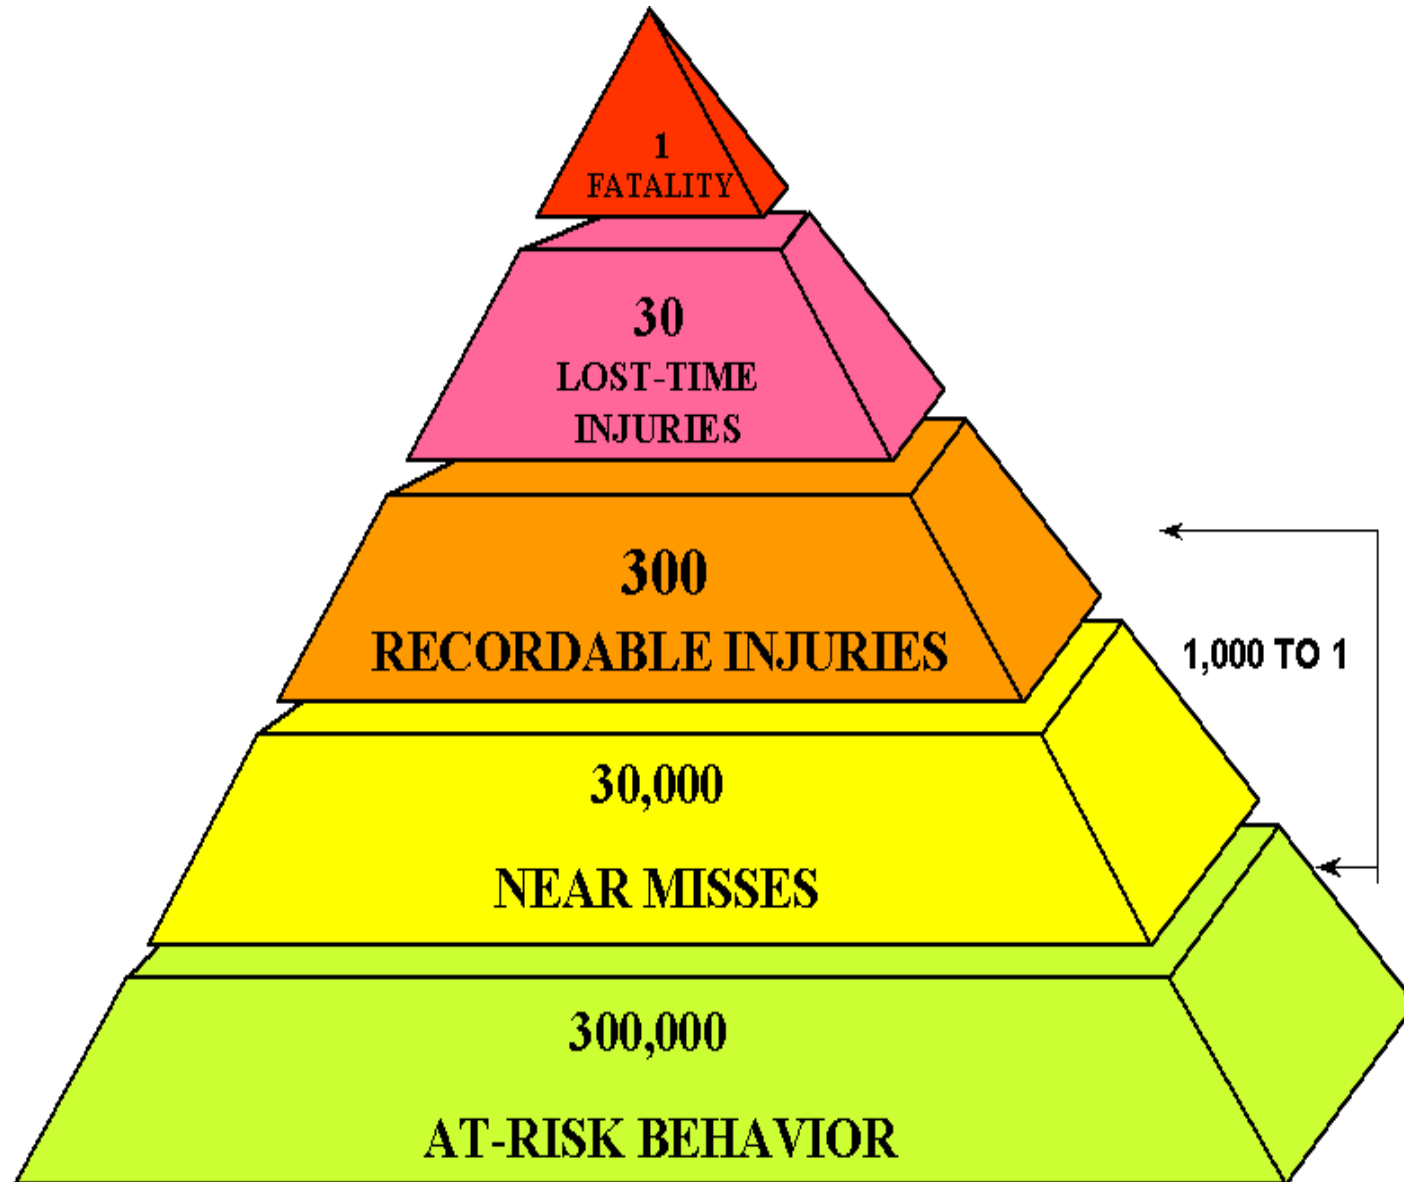 1
FATALITY
30
LOST-TIME
INJURIES
300
RECORDABLE INJURIES
1,000 TO 1
30,000
NEAR MISSES
300,000
AT-RISK BEHAVIOR